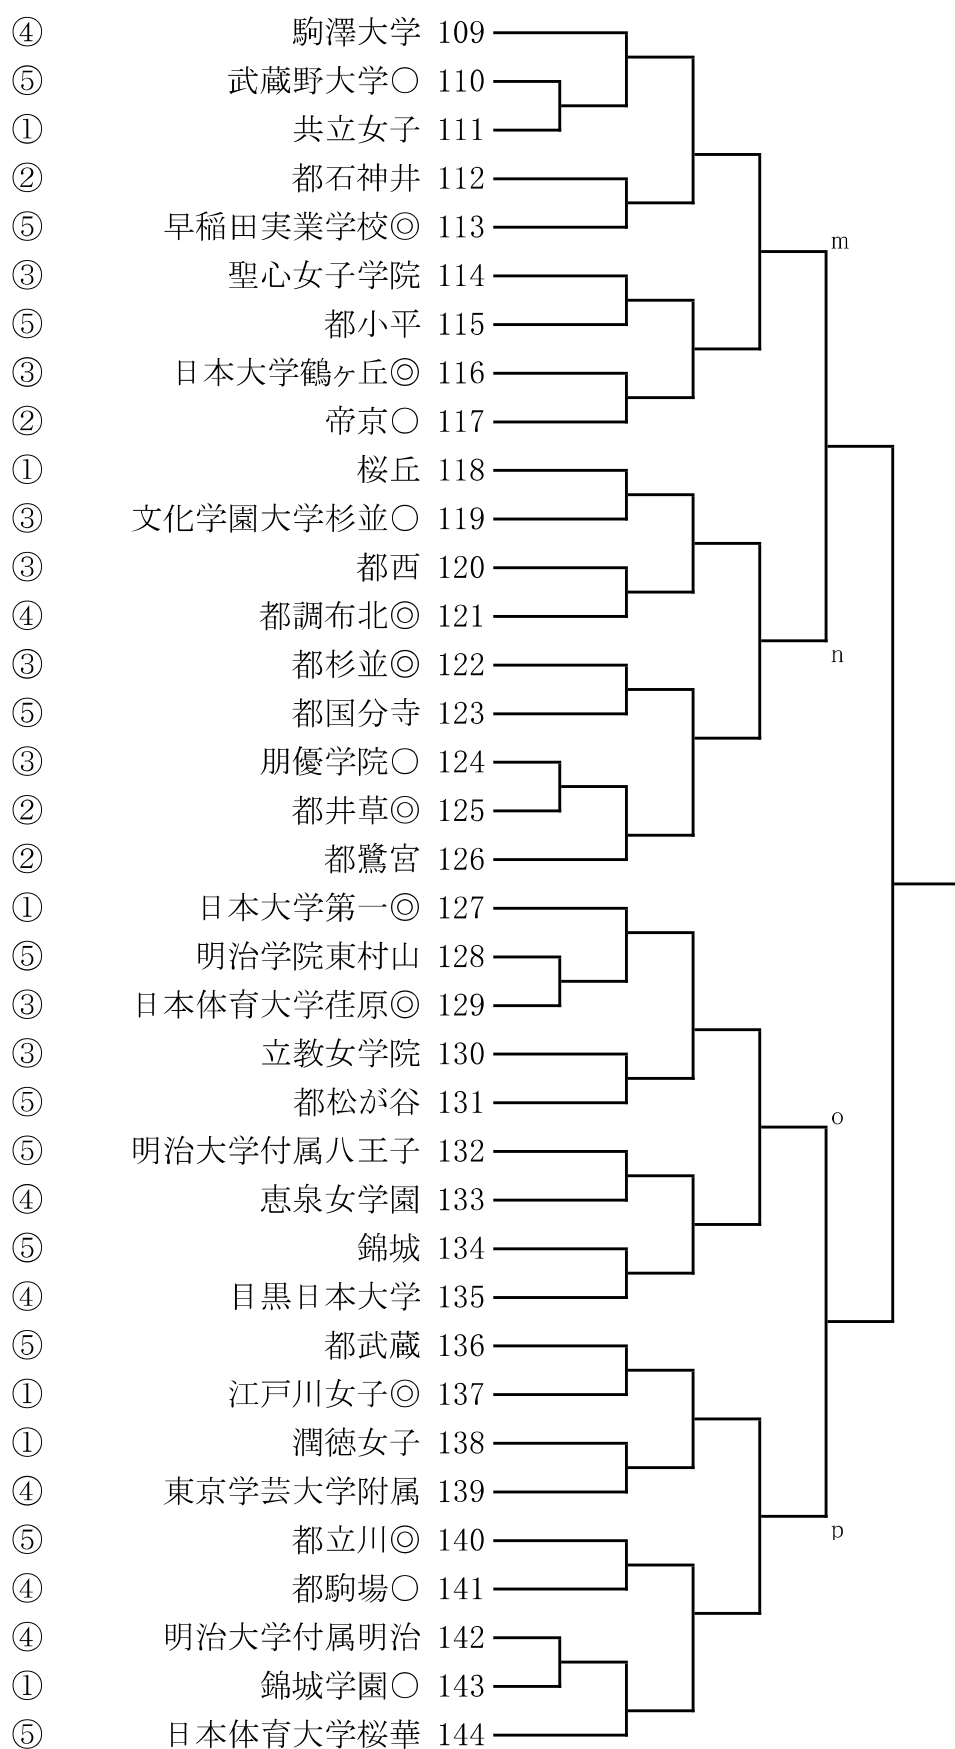 ④ 駒澤大学 109
⑤ 武蔵野大学○ 110
① 共立女子 111
② 都石神井 112
⑤ 早稲田実業学校◎ 113
m
③ 聖心女子学院 114
⑤ 都小平 115
③ 日本大学鶴ヶ丘◎ 116
② 帝京○ 117
① 桜丘 118
③ 文化学園大学杉並○ 119
③ 都西 120
④ 都調布北◎ 121
n
③ 都杉並◎ 122
⑤ 都国分寺 123
③ 朋優学院○ 124
② 都井草◎ 125
② 都鷺宮 126
① 日本大学第一◎ 127
⑤ 明治学院東村山 128
③ 日本体育大学荏原◎ 129
③ 立教女学院 130
⑤ 都松が谷 131
o
⑤ 明治大学付属八王子 132
④ 恵泉女学園 133
⑤ 錦城 134
④ 目黒日本大学 135
⑤ 都武蔵 136
① 江戸川女子◎ 137
① 潤徳女子 138
④ 東京学芸大学附属 139
p
⑤ 都立川◎ 140
④ 都駒場○ 141
④ 明治大学付属明治 142
① 錦城学園○ 143
⑤ 日本体育大学桜華 144